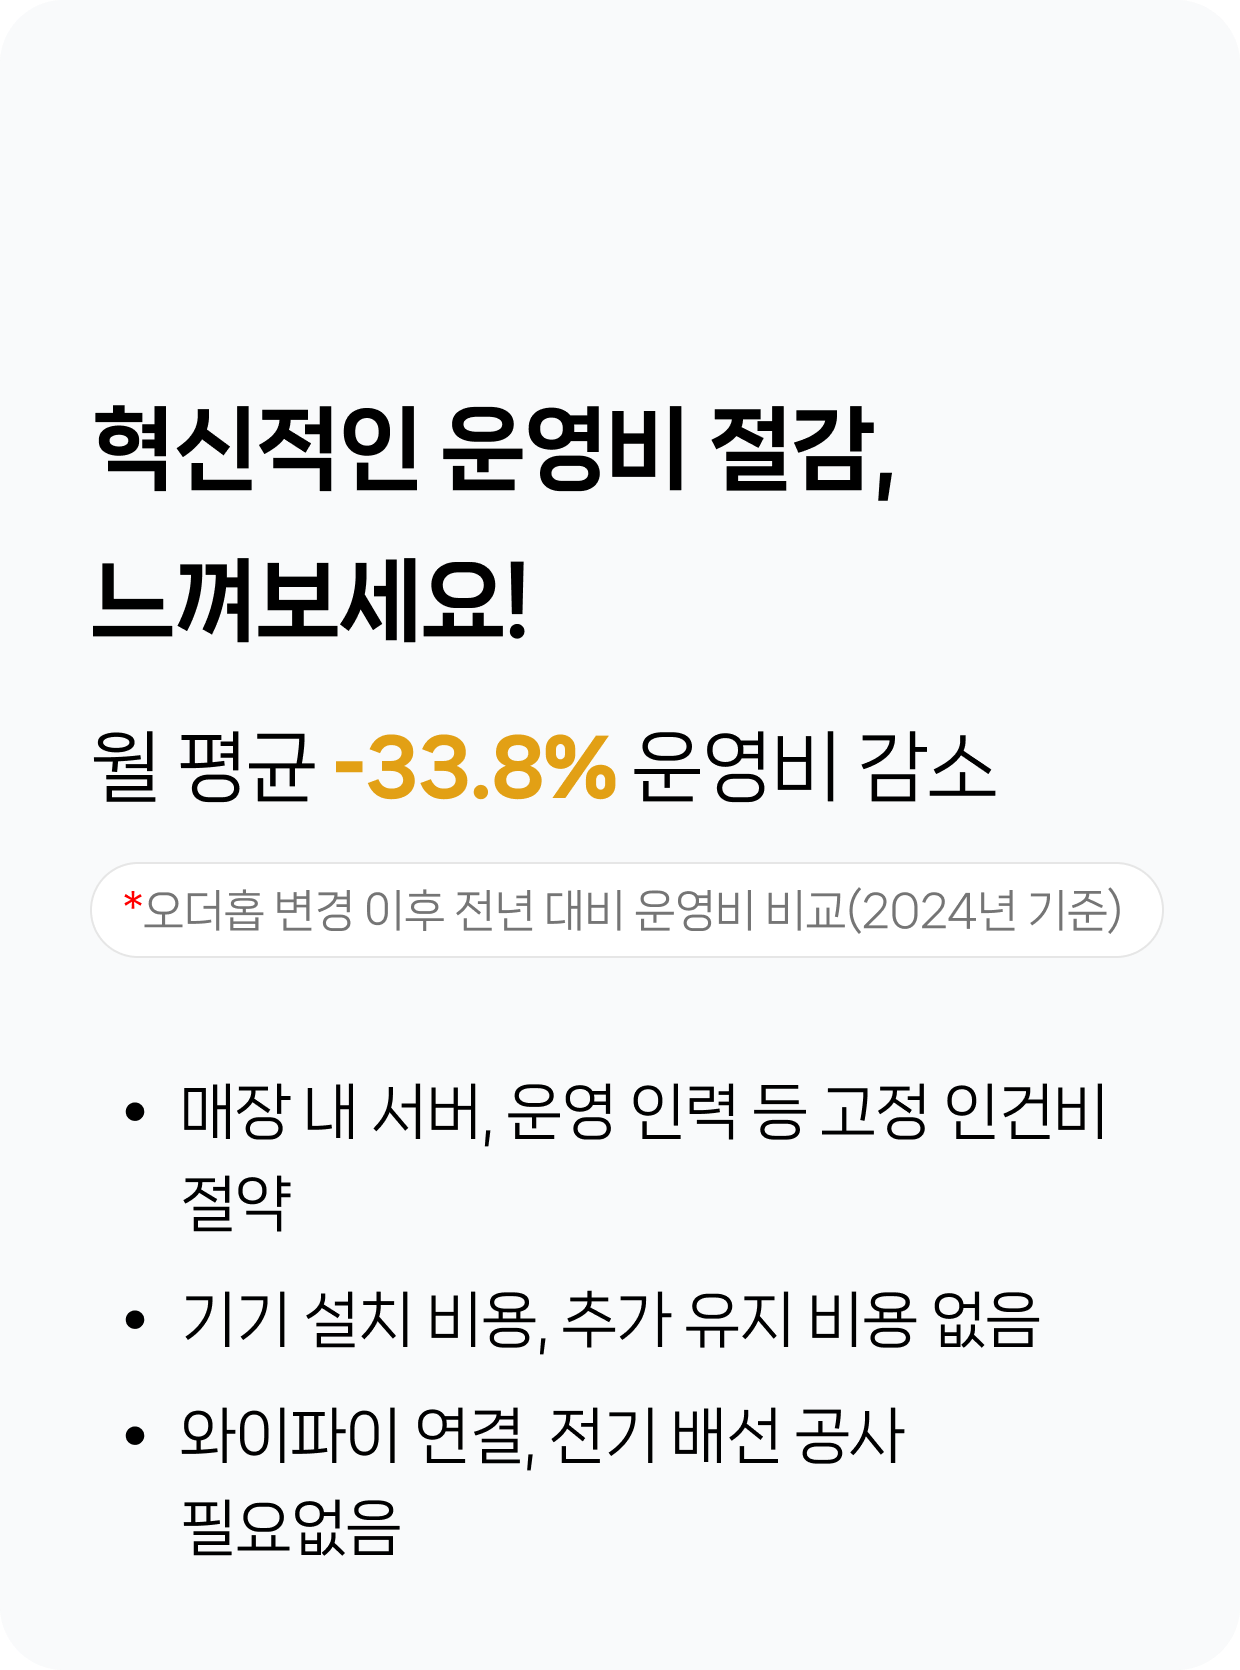 혁신적인 운영비 절감,
느껴보세요!
월 평균 -33.8% 운영비 감소
*오더홉 변경 이후 전년 대비 운영비 비교(2024년 기준)
• 매장 내 서버, 운영 인력 등 고정 인건비
절약
• 기기 설치 비용, 추가 유지 비용 없음
• 와이파이 연결, 전기 배선 공사
필요없음